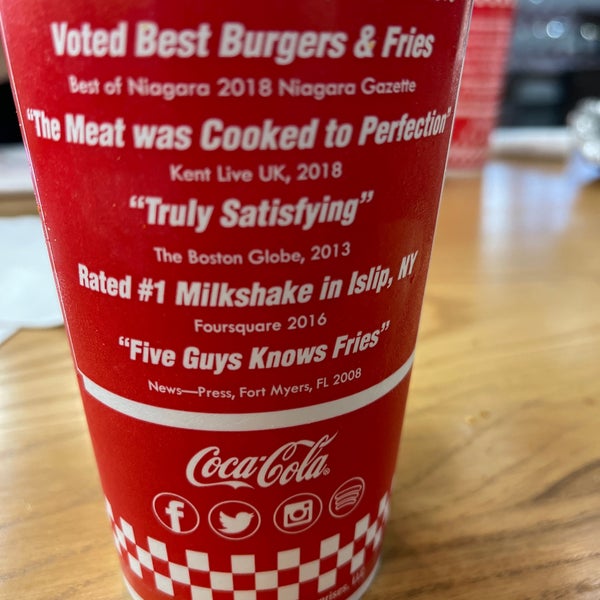 Voted Best Burgers & Fries
Best of Niagara 2018 Niagara Gazette
“The Meat was Cooked to Perfection”
Kent Live UK, 2018
“Truly Satisfying”
The Boston Globe, 2013
Rated #1 Milkshake in Islip, NY
Foursquare 2016
“Five Guys Knows Fries”
News—Press, Fort Myers, FL 2008
Coca-Cola®